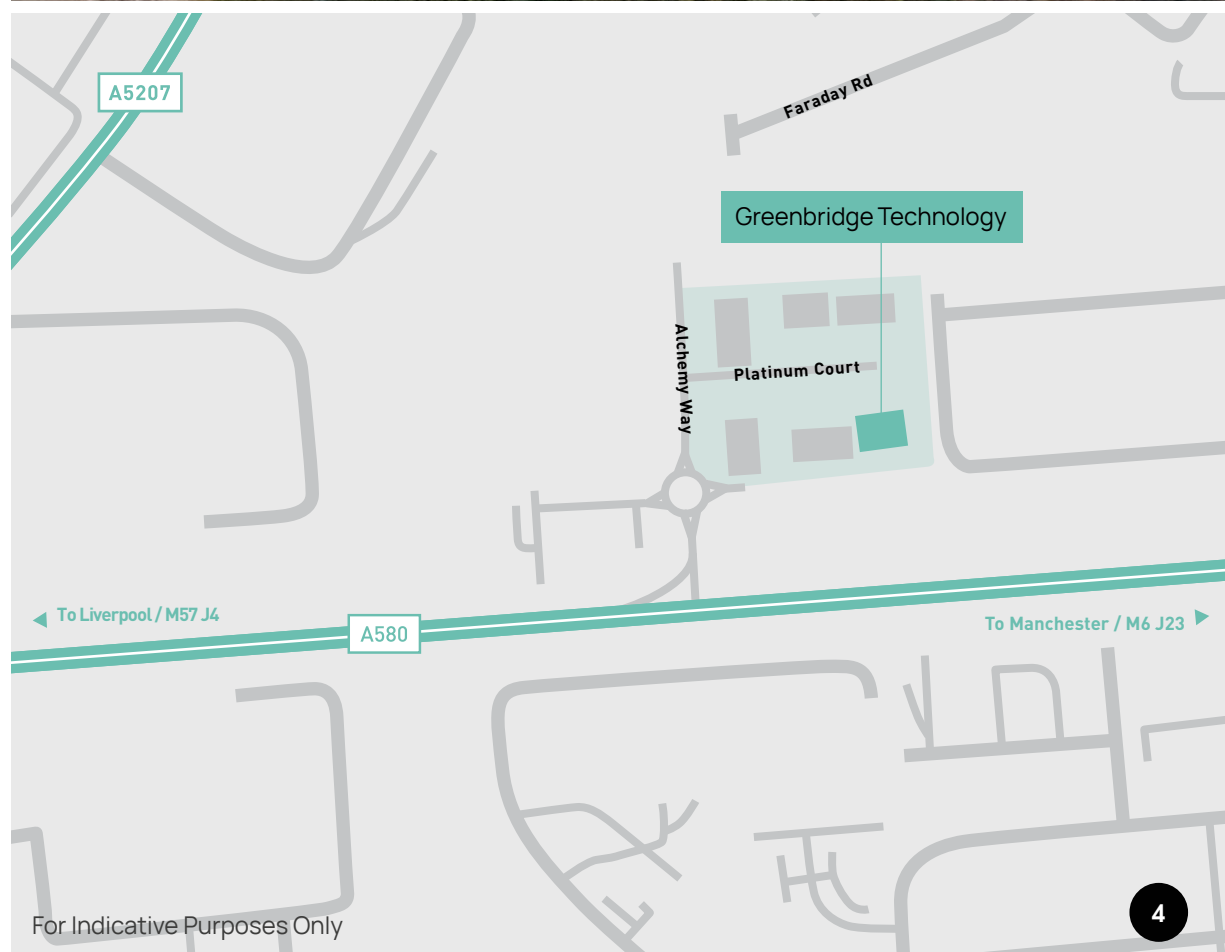 A5207
Faraday Rd
Greenbridge Technology
Alchemy Way
Platinum Court
To Liverpool / M57 J4
A580
To Manchester / M6 J23
For Indicative Purposes Only
4